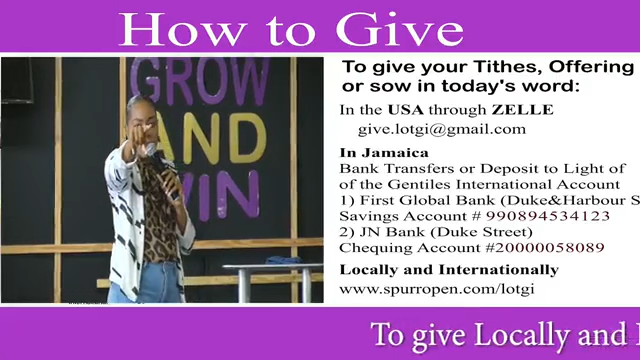 How to Give
GROW
AND
WIN
To give your Tithes, Offering
or sow in today's word:
In the USA through ZELLE
give.lotgi@gmail.com
In Jamaica
Bank Transfers or Deposit to Light of
of the Gentiles International Account
1) First Global Bank (Duke&Harbour S
Savings Account # 990894534123
2) JN Bank (Duke Street)
Chequing Account #20000058089
Locally and Internationally
www.spurropen.com/lotgi
To give Locally and